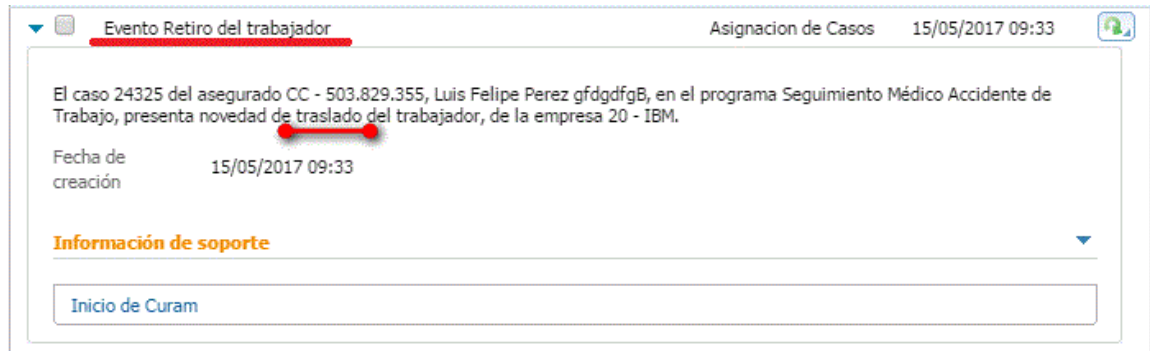 Evento Retiro del trabajador Asignacion de Casos 15/05/2017 09:33
El caso 24325 del asegurado CC - 503.829.355, Luis Felipe Perez gfdgdfgB, en el programa Seguimiento Médico Accidente de
Trabajo, presenta novedad de traslado del trabajador, de la empresa 20 - IBM.
Fecha de
creación 15/05/2017 09:33
Información de soporte
Inicio de Curam